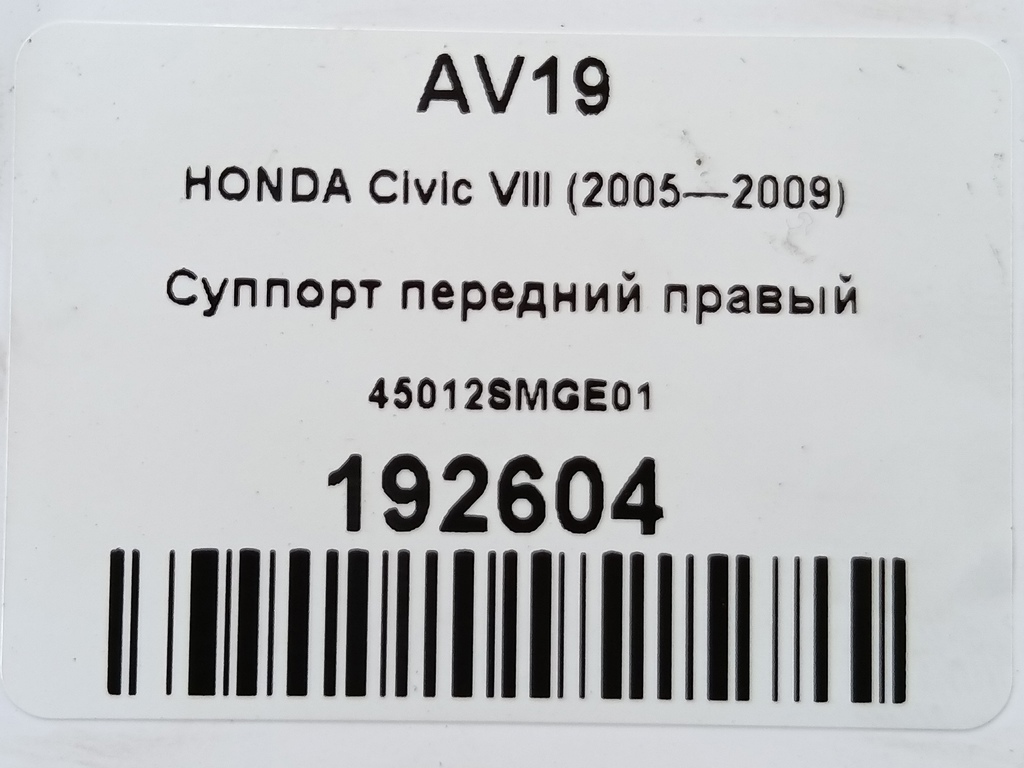 AV19
HONDA Civic VIII (2005—2009)
Суппорт передний правый
45012SMGE01
192604